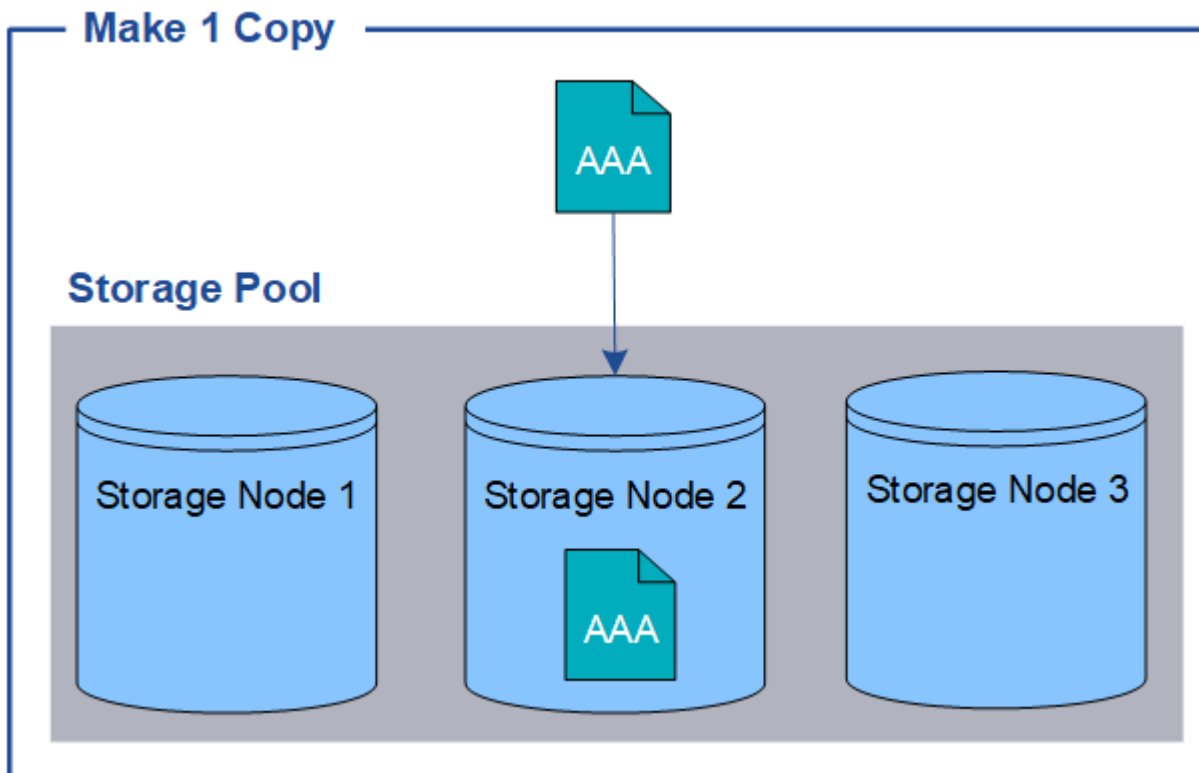 Make 1 Copy
AAA
Storage Pool
Storage Node 1
Storage Node 2
Storage Node 3
AAA